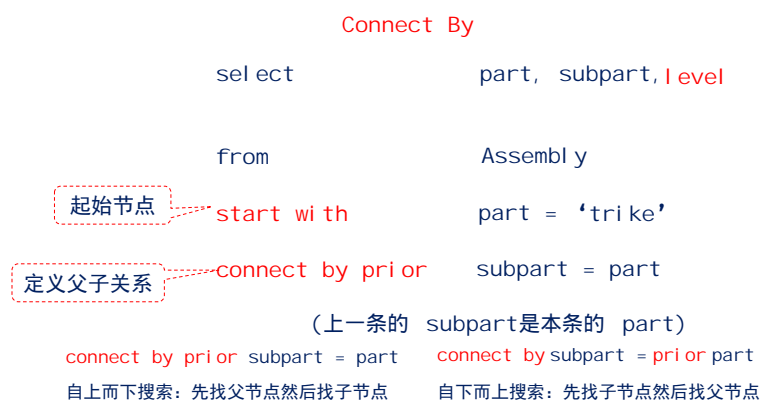 Connect By
select part, subpart,level
from Assembly
起始节点
start with part = ‘trike’
定义父子关系
connect by prior subpart = part
(上一条的 subpart是本条的 part)
connect by prior subpart = part
connect by subpart = prior part
自上而下搜索：先找父节点然后找子节点
自下而上搜索：先找子节点然后找父节点